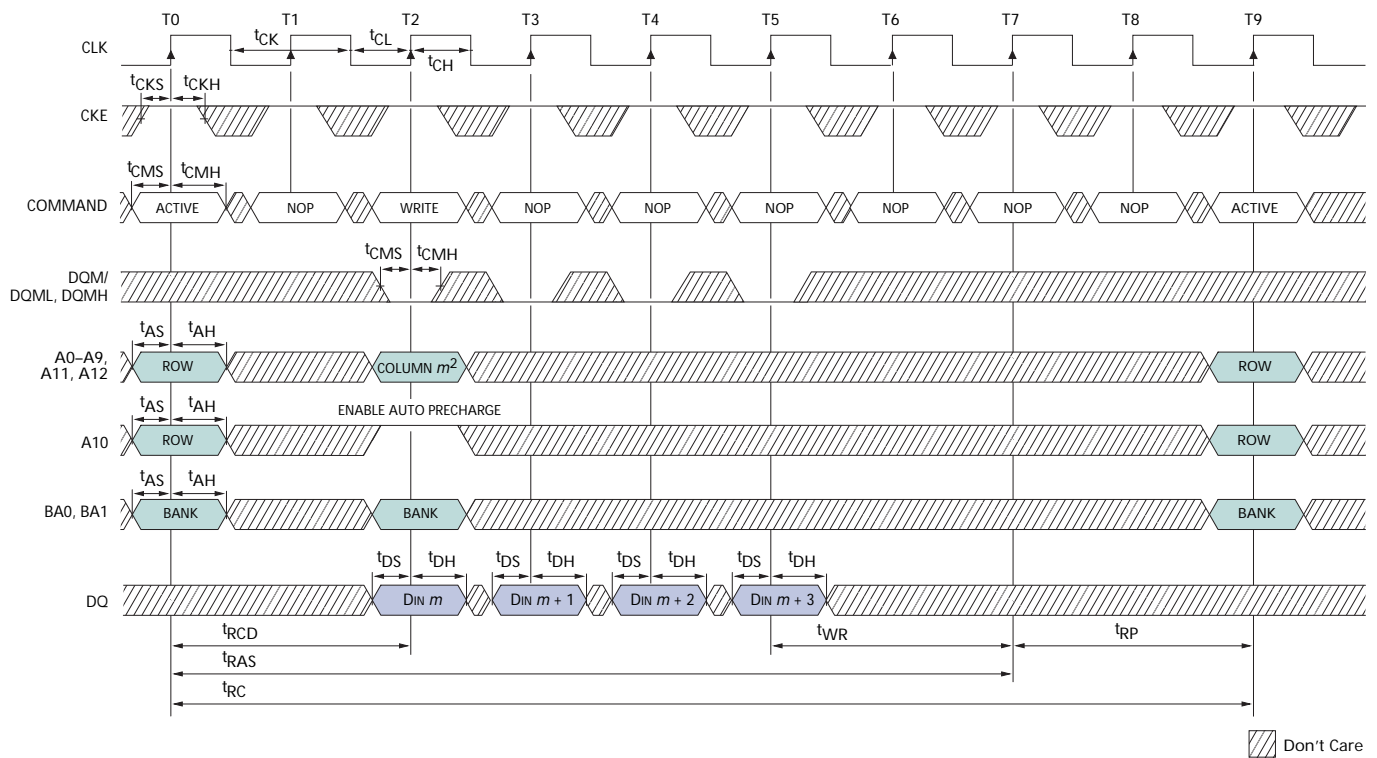 T0 T1 T2 T3 T4 T5 T6 T7 T8 T9
CLK
tCK tCL
tCH
tCKS tCKH
CKE
tCMS tCMH
COMMAND ACTIVE NOP WRITE NOP NOP NOP NOP NOP NOP ACTIVE
tCMS tCMH
DQM/
DQML, DQMH
tAS tAH
A0–A9,
A11, A12
ROW COLUMN m2 ROW
tAS tAH
ENABLE AUTO PRECHARGE
A10 ROW ROW
tAS tAH
BA0, BA1 BANK BANK BANK
tDS tDH tDS tDH tDS tDH tDS tDH
DQ DIN m DIN m + 1 DIN m + 2 DIN m + 3
tRCD tWR tRP
tRAS
tRC
Don't Care